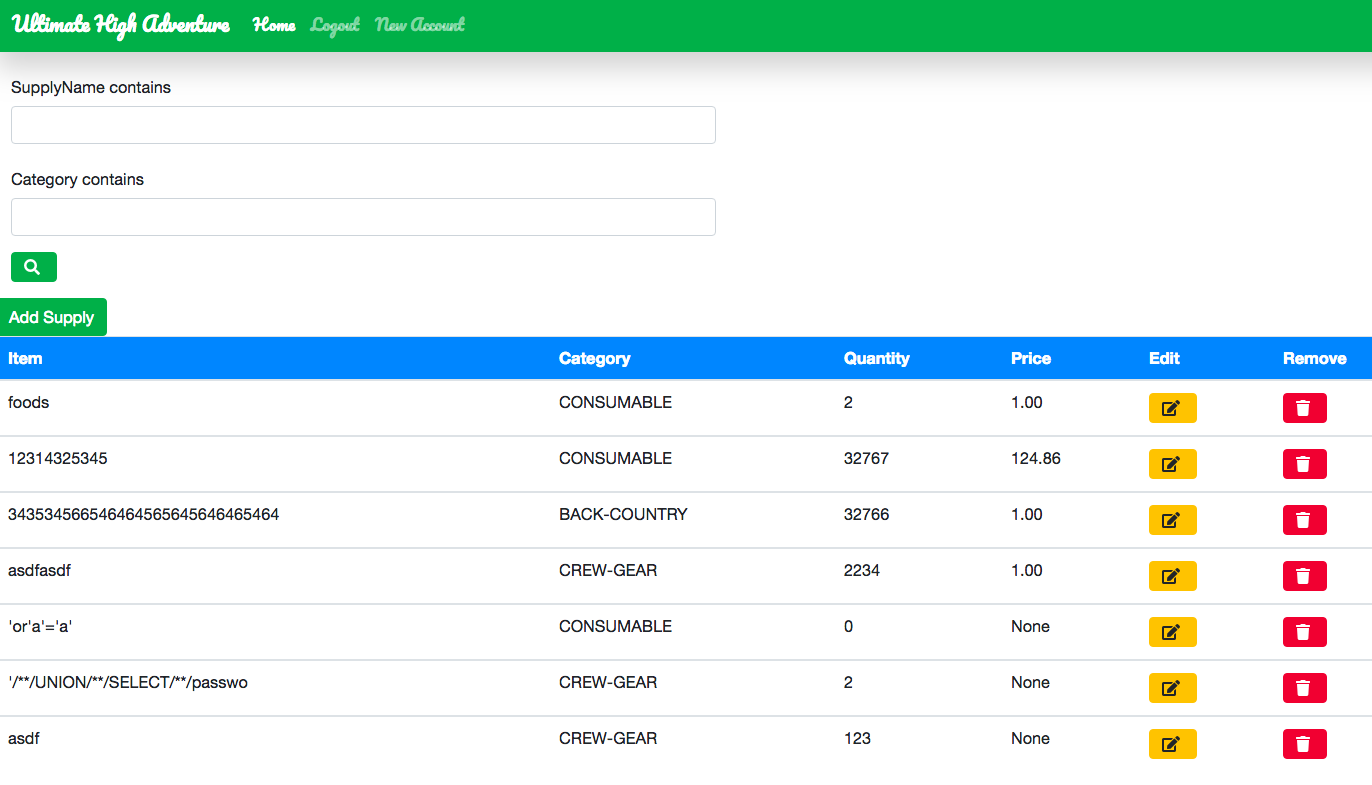 Ultimate High Adventure Home Logout New Account
SupplyName contains
Category contains
Add Supply
Item Category Quantity Price Edit Remove
foods CONSUMABLE 2 1.00
12314325345 CONSUMABLE 32767 124.86
343534566546464565645646465464 BACK-COUNTRY 32766 1.00
asdfasdf CREW-GEAR 2234 1.00
'or'a'='a' CONSUMABLE 0 None
'/**/UNION/**/SELECT/**/passwo CREW-GEAR 2 None
asdf CREW-GEAR 123 None